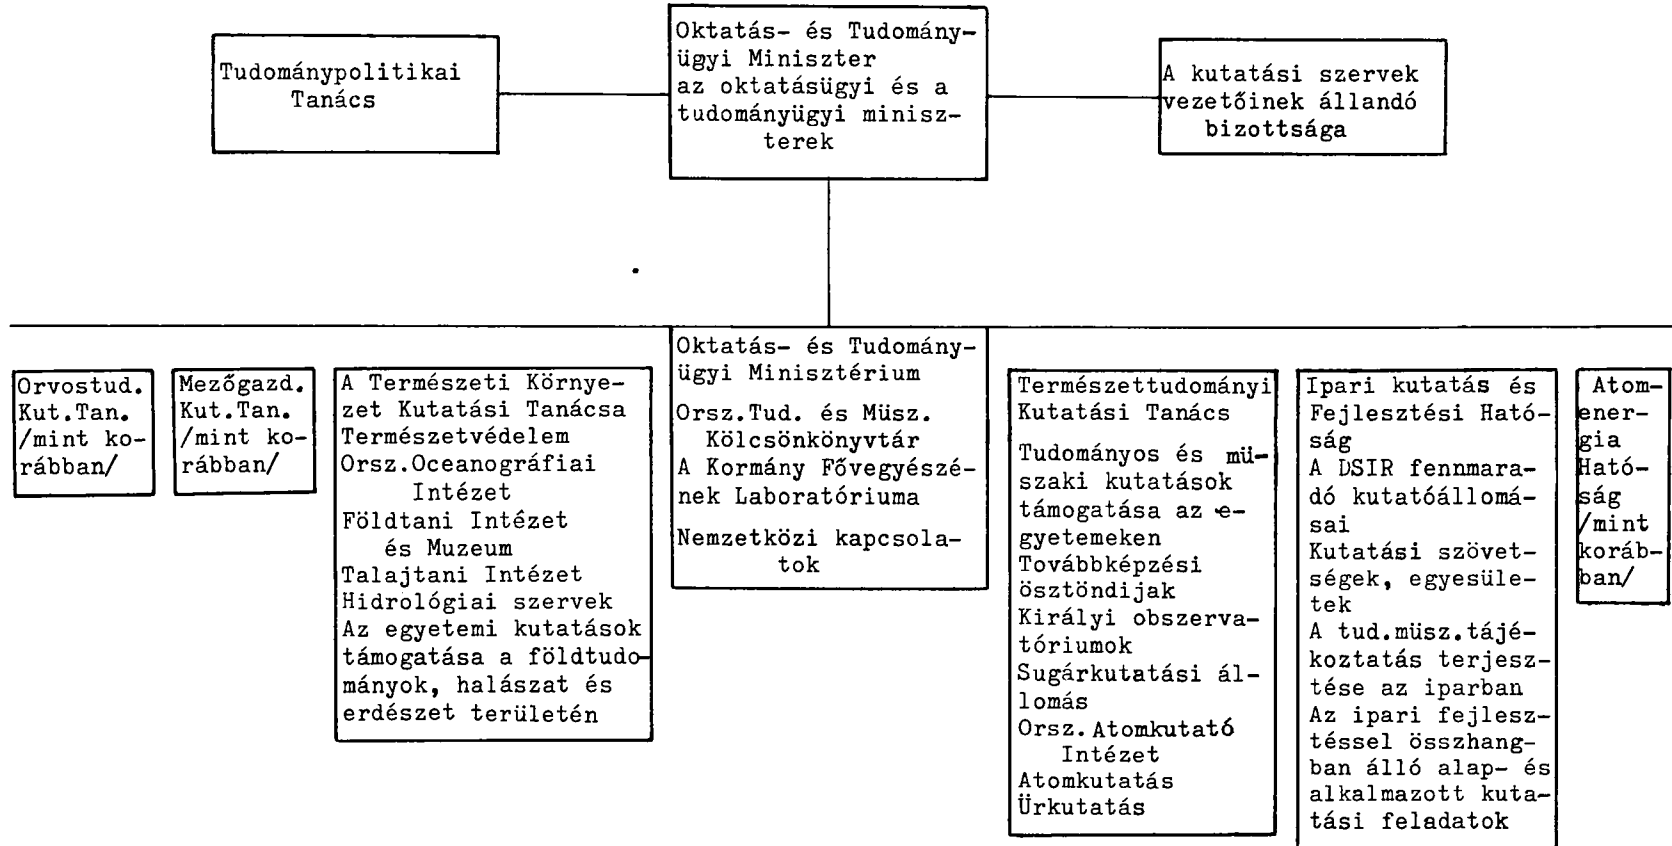 Tudománypolitikai
Tanács
Oktatás- és Tudomány-
ügyi Miniszter
az oktatásügyi és a
tudományügyi minisz-
terek
A kutatási szervek
vezetőinek állandó
bizottsága
Orvostud.
Kut.Tan.
/mint ko-
rábban/
Mezőgazd.
Kut.Tan.
/mint ko-
rábban/
A Természeti Környe-
zet Kutatási Tanácsa
Természetvédelem
Orsz.Oceanográfiai
Intézet
Földtani Intézet
és Muzeum
Talajtani Intézet
Hidrológiai szervek
Az egyetemi kutatások
támogatása a földtudo-
mányok, halászat és
erdészet területén
Oktatás- és Tudomány-
ügyi Minisztérium
Orsz.Tud. és Müsz.
Kölcsönkönyvtár
A Kormány Fővegyészé-
nek Laboratóriuma
Nemzetközi kapcsola-
tok
Természettudományi
Kutatási Tanács
Tudományos és mü-
szaki kutatások
támogatása az e-
gyetemeken
Továbbképzési
ösztöndijak
Királyi obszerva-
tóriumok
Sugárkutatási ál-
lomás
Orsz.Atomkutató
Intézet
Atomkutatás
Ürkutatás
Ipari kutatás és
Fejlesztési Ható-
ság
A DSIR fennmara-
dó kutatóállomá-
sai
Kutatási szövet-
ségek, egyesüle-
tek
A tud.müsz.tájé-
koztatás terjesz-
tése az iparban
Az ipari fejlesz-
téssel összhang-
ban álló alap- és
alkalmazott kuta-
tási feladatok
Atom-
ener-
gia
Ható-
ság
/mint
koráb-
ban/